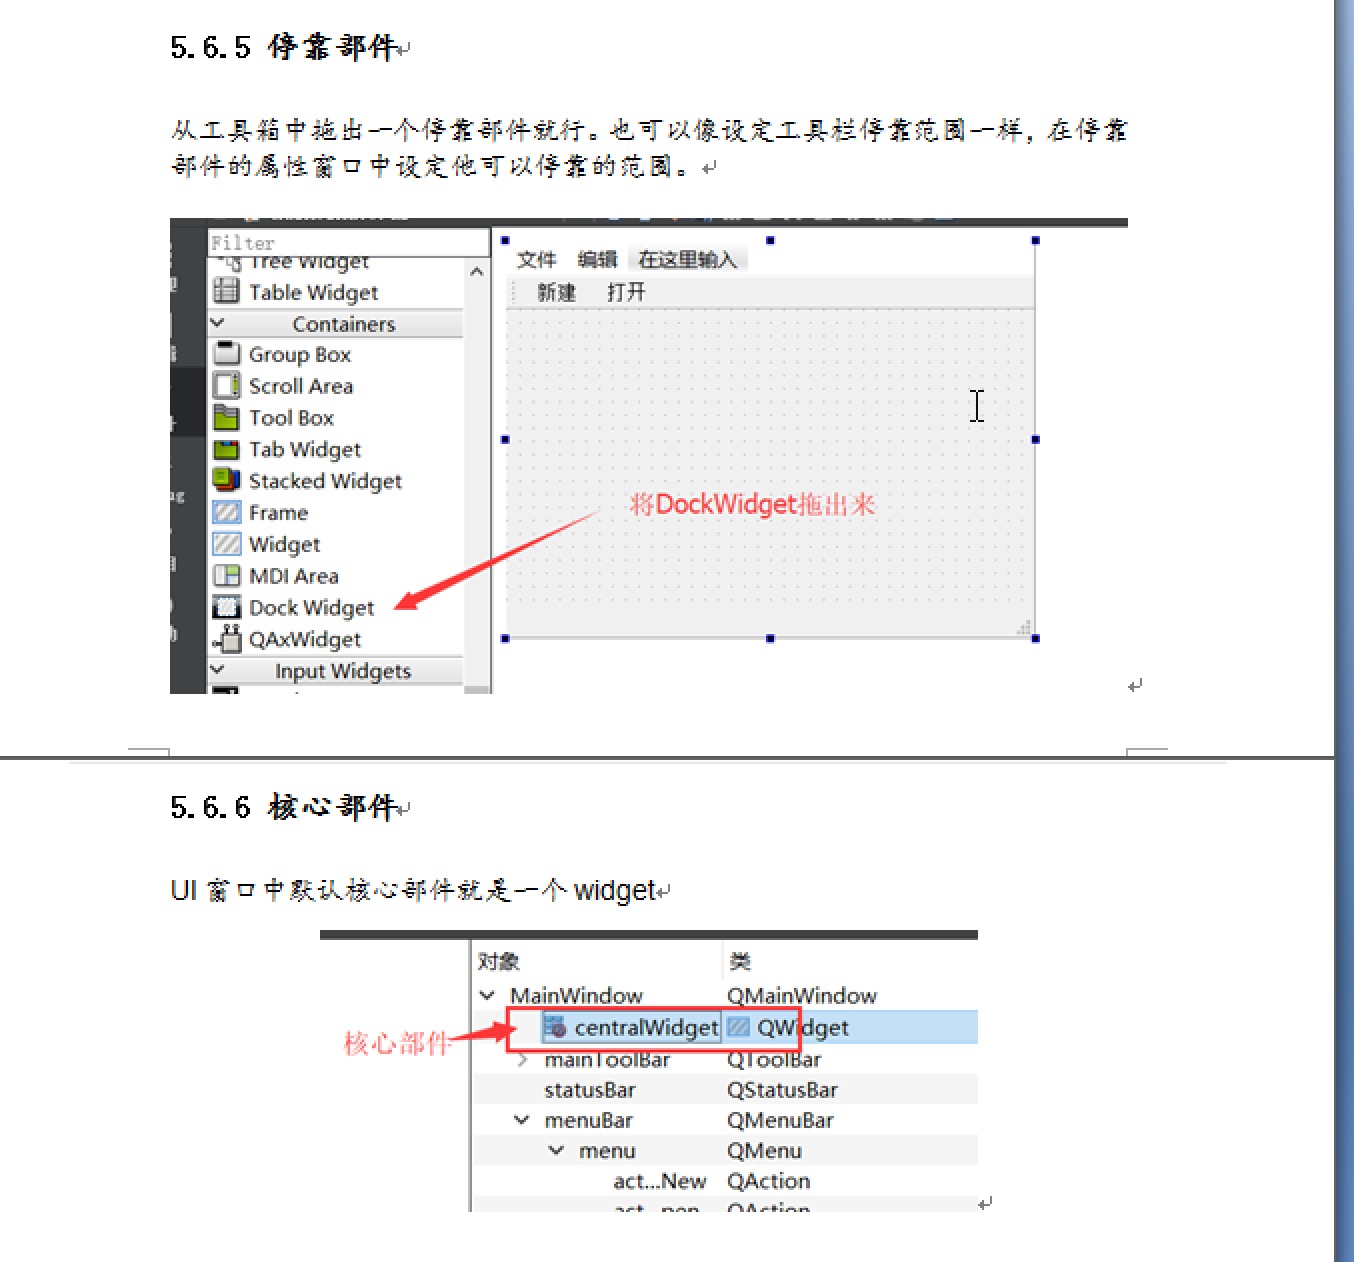 5.6.5 停靠部件
从工具箱中拖出一个停靠部件就行。也可以像设定工具栏停靠范围一样，在停靠
部件的属性窗口中设定他可以停靠的范围。
Filter
Tree Widget
Table Widget
Containers
Group Box
Scroll Area
Tool Box
Tab Widget
Stacked Widget
Frame
Widget
MDI Area
Dock Widget
QAxWidget
Input Widgets
文件 编辑 在这里输入
新建 打开
将DockWidget拖出来
5.6.6 核心部件
UI 窗口中默认核心部件就是一个 widget
核心部件
对象 类
MainWindow QMainWindow
centralWidget QWidget
mainToolBar QToolBar
statusBar QStatusBar
menuBar QMenuBar
menu QMenu
act...New QAction
act...pen QAction